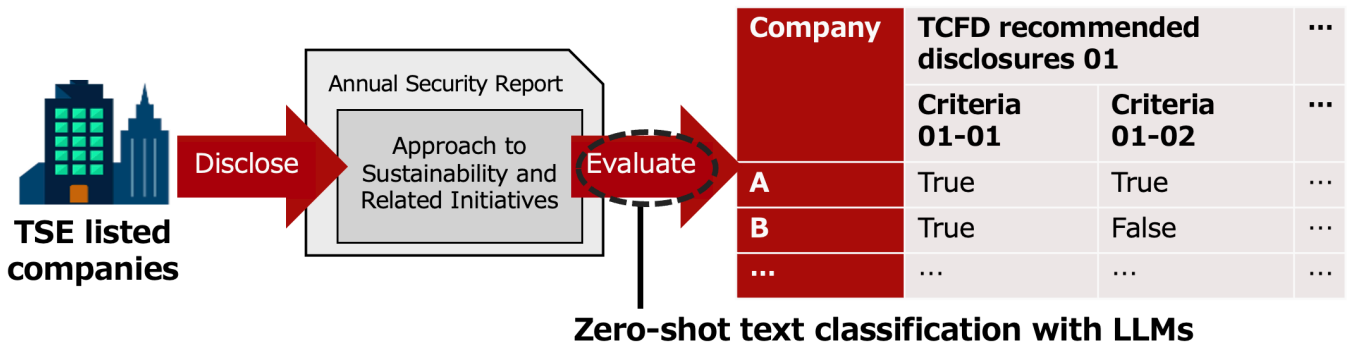 TSE listed
companies
Disclose
Annual Security Report
Approach to
Sustainability and
Related Initiatives
Evaluate
Zero-shot text classification with LLMs
Company
TCFD recommended
disclosures 01
...
Criteria
01-01
Criteria
01-02
...
A
True
True
...
B
True
False
...
...
...
...
...